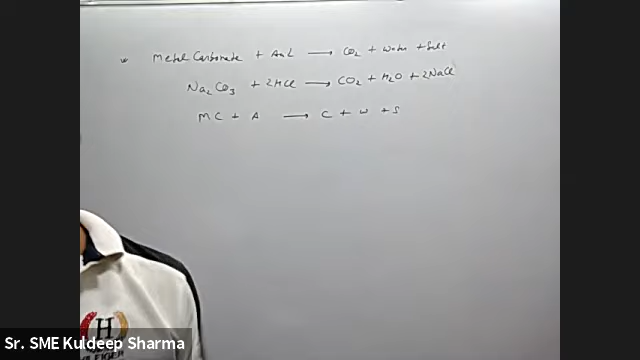 * Metal Carbonate + Acid → CO2 + Water + Salt
Na2CO3 + 2HCl → CO2 + H2O + 2NaCl
MC + A → C + W + S
H
Sr. SME Kuldeep Sharma